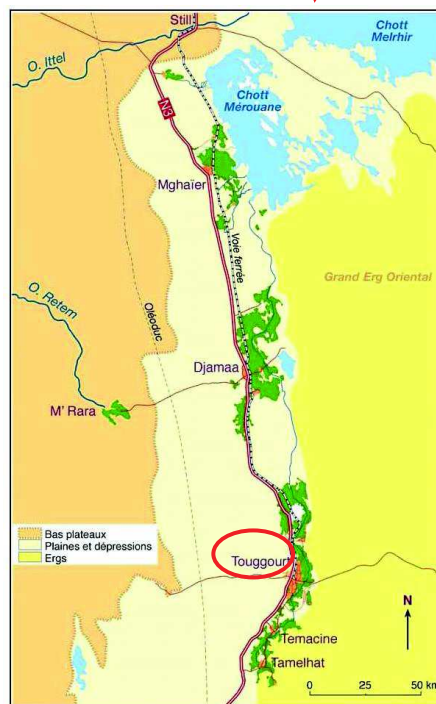 Still
O. Ittel
N3
Chott
Melrhir
Chott
Mérouane
Mghaïer
Voie ferrée
Grand Erg Oriental
O. Retem
Oléoduc
Djamaa
M' Rara
Bas plateaux
Plaines et dépressions
Ergs
Touggourt
N
Temacine
Tamelhat
0 25 50 km